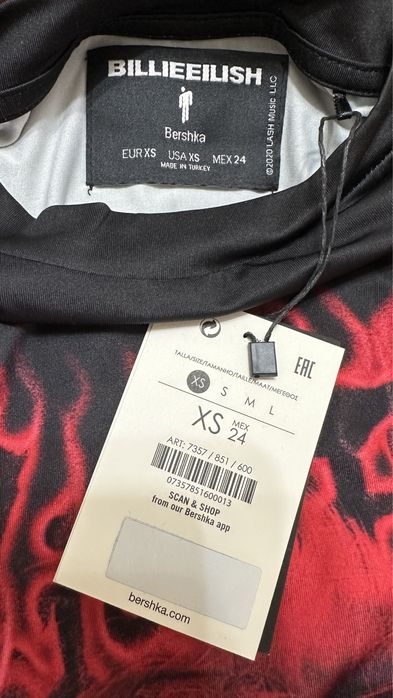 BILLIEEILISH
Bershka
EUR XS USA XS MEX 24
MADE IN TURKEY
©2020 LASH Music LLC
EAC
TALLA/SIZE/TAMANHO/TAILLE/MAAT/ΜΕΓΕΘΟΣ
XS S M L
XS MEX 24
ART: 7357 / 851 / 600
07357851600013
SCAN & SHOP
from our Bershka app
bershka.com